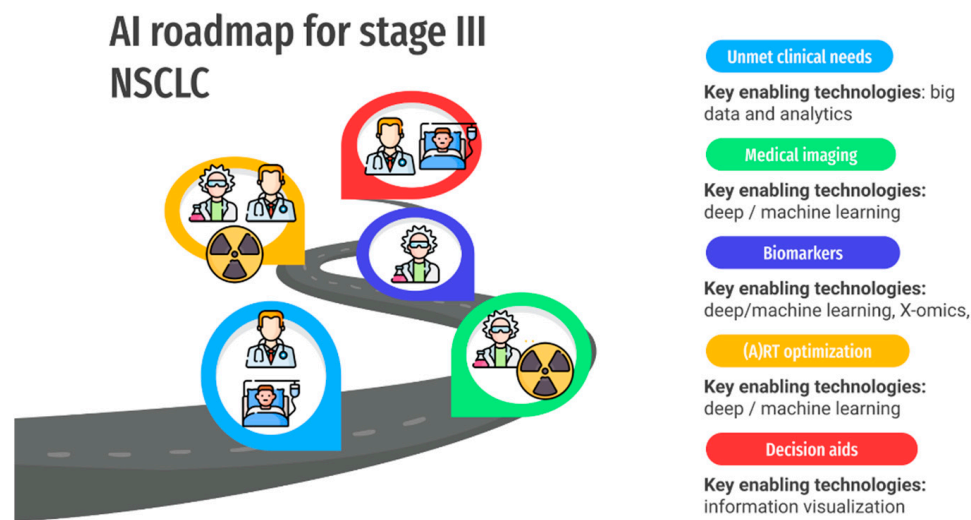 AI roadmap for stage III
NSCLC
Unmet clinical needs
Key enabling technologies: big
data and analytics
Medical imaging
Key enabling technologies:
deep / machine learning
Biomarkers
Key enabling technologies:
deep/machine learning, X-omics,
(A)RT optimization
Key enabling technologies:
deep / machine learning
Decision aids
Key enabling technologies:
information visualization